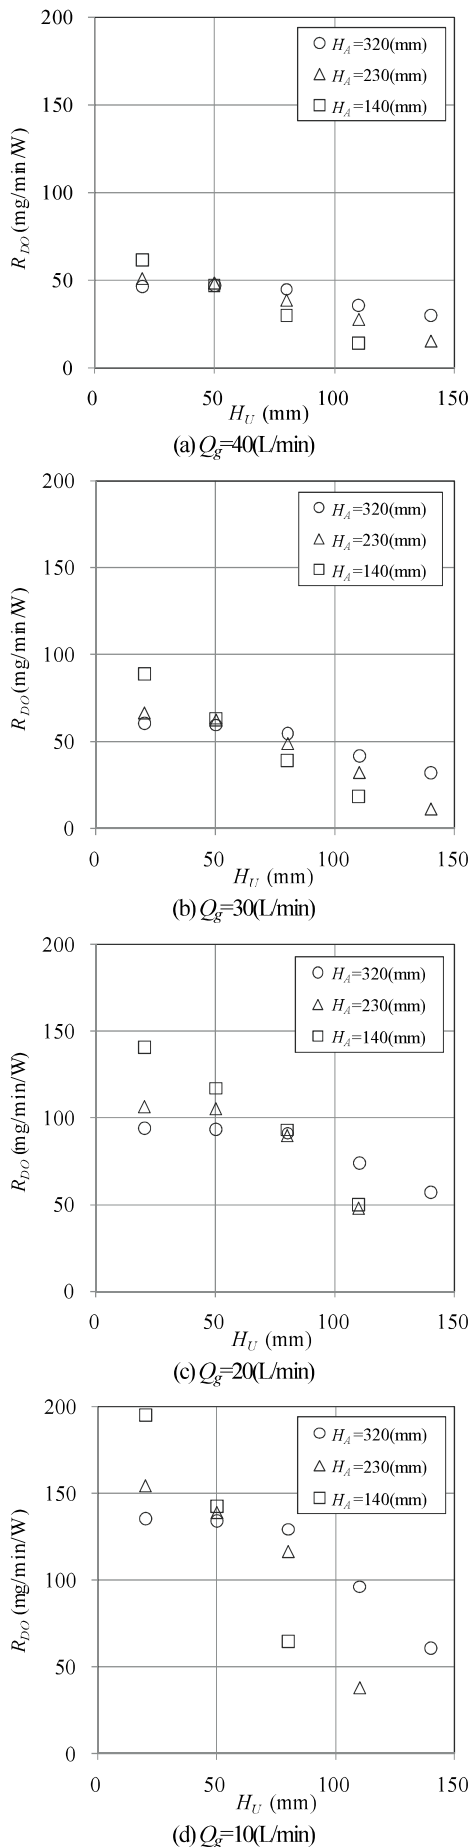 200
H_A=320(mm)
H_A=230(mm)
H_A=140(mm)
150
100
50
0
R_DO (mg/min/W)
0 50 100 150
H_U (mm)
(a) Q_g=40(L/min)
200
H_A=320(mm)
H_A=230(mm)
H_A=140(mm)
150
100
50
0
R_DO (mg/min/W)
0 50 100 150
H_U (mm)
(b) Q_g=30(L/min)
200
H_A=320(mm)
H_A=230(mm)
H_A=140(mm)
150
100
50
0
R_DO (mg/min/W)
0 50 100 150
H_U (mm)
(c) Q_g=20(L/min)
200
H_A=320(mm)
H_A=230(mm)
H_A=140(mm)
150
100
50
0
R_DO (mg/min/W)
0 50 100 150
H_U (mm)
(d) Q_g=10(L/min)